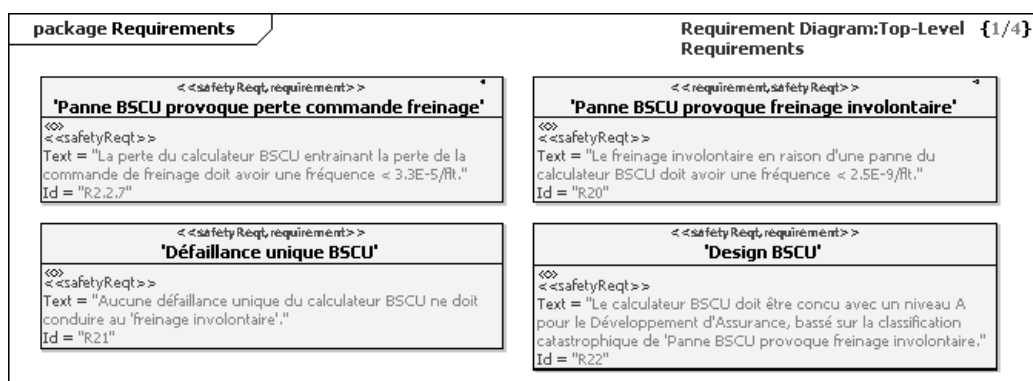 package Requirements
Requirement Diagram:Top-Level {1/4}
Requirements
<<safetyReqt,requirement>>
'Panne BSCU provoque perte commande freinage'
<<safetyReqt>>
Text = "La perte du calculateur BSCU entrainant la perte de la
commande de freinage doit avoir une fréquence < 3.3E-5/flt."
Id = "R2.2.7"
<<requirement,safetyReqt>>
'Panne BSCU provoque freinage involontaire'
<<safetyReqt>>
Text = "Le freinage involontaire en raison d'une panne du
calculateur BSCU doit avoir une fréquence < 2.5E-9/flt."
Id = "R20"
<<safetyReqt,requirement>>
'Défaillance unique BSCU'
<<safetyReqt>>
Text = "Aucune défaillance unique du calculateur BSCU ne doit
conduire au 'freinage involontaire'."
Id = "R21"
<<safetyReqt,requirement>>
'Design BSCU'
<<safetyReqt>>
Text = "Le calculateur BSCU doit être concu avec un niveau A
pour le Développement d'Assurance, bassé sur la classification
catastrophique de 'Panne BSCU provoque freinage involontaire."
Id = "R22"